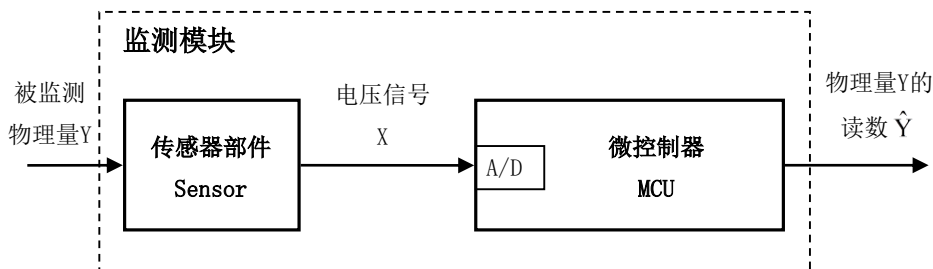 监测模块
被监测
物理量Y
传感器部件
Sensor
电压信号
X
A/D
微控制器
MCU
物理量Y的
读数 Ŷ